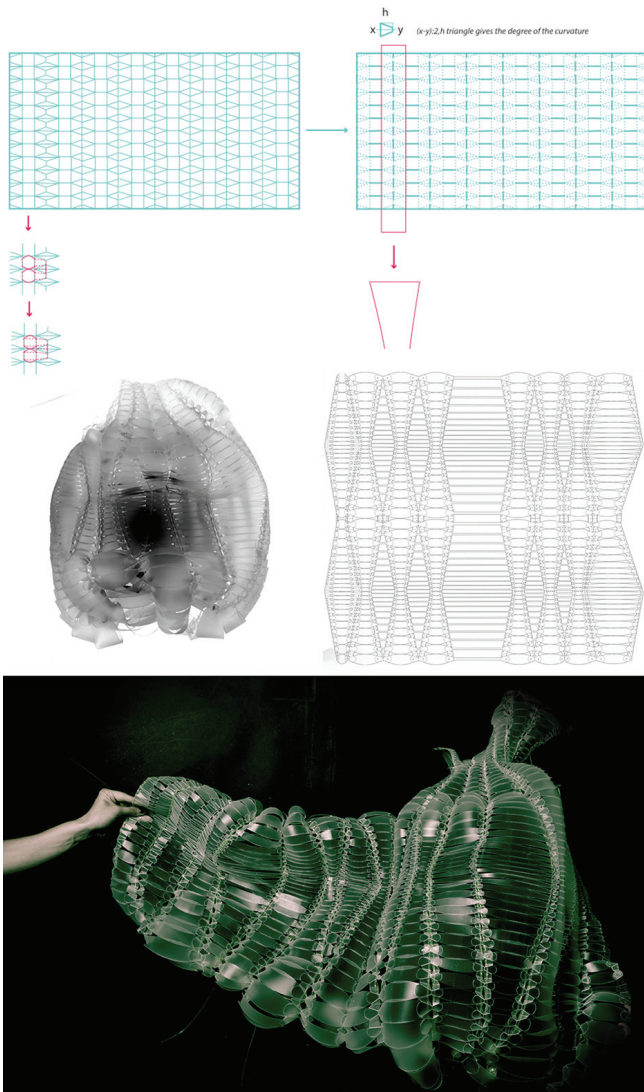 h
x y (x-y):2,h triangle gives the degree of the curvature